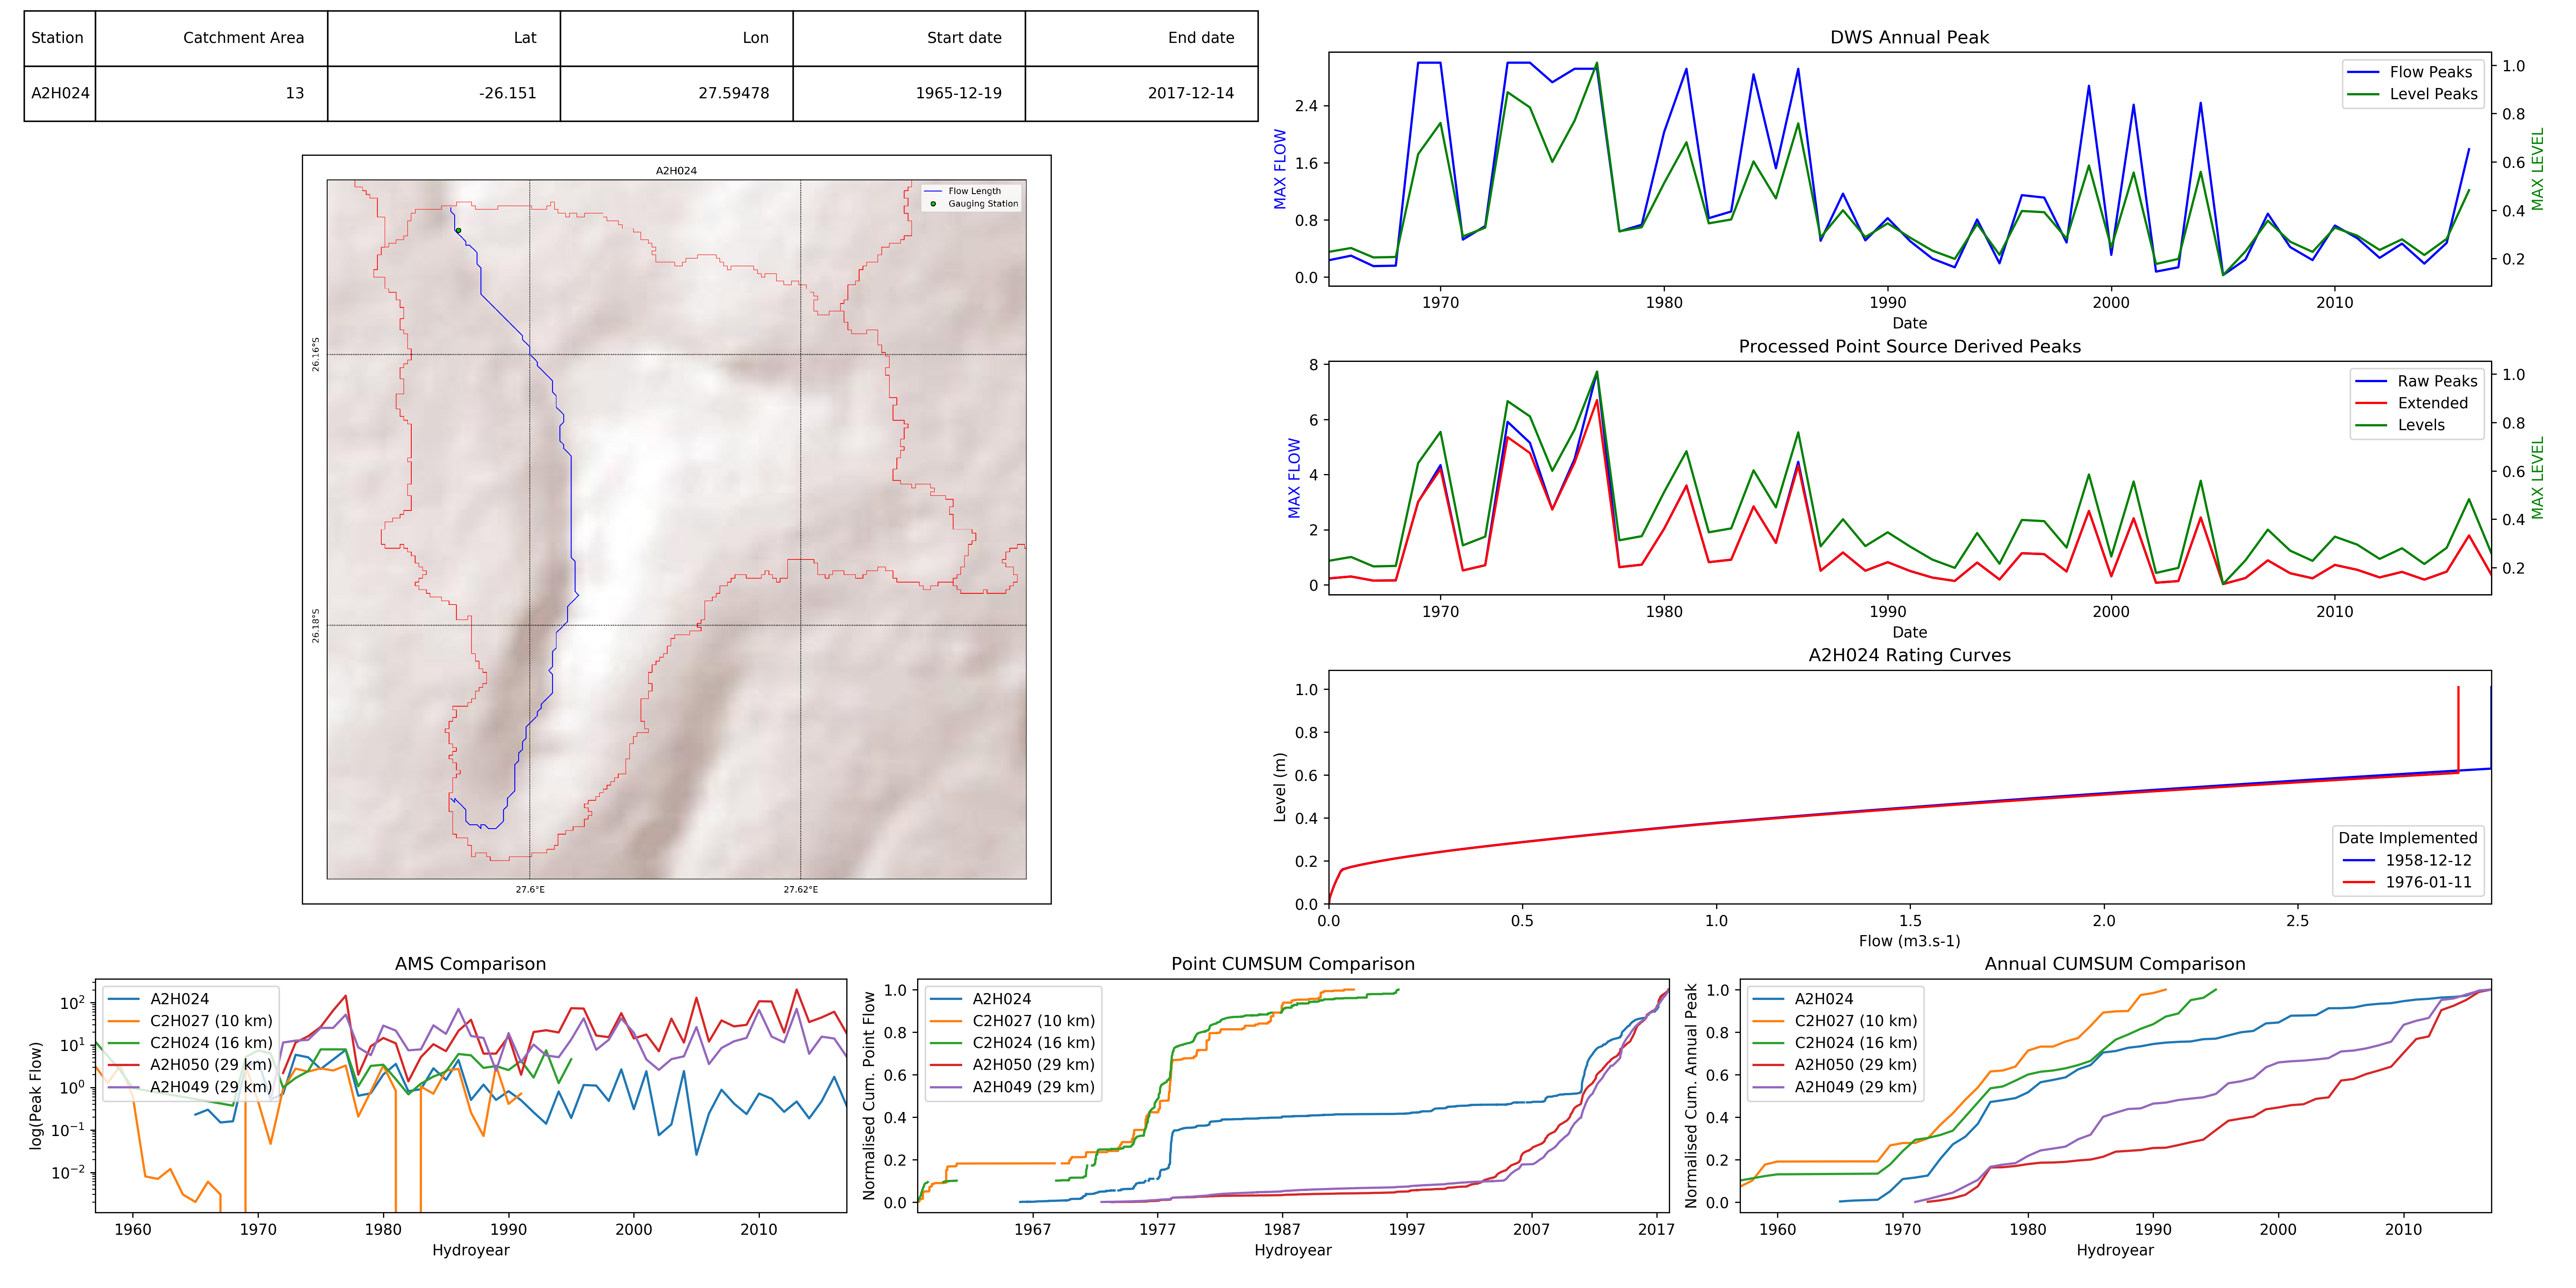 Station Catchment Area Lat Lon Start date End date
A2H024 13 -26.151 27.59478 1965-12-19 2017-12-14
A2H024
Flow Length
Gauging Station
26.16°S
26.18°S
27.6°E 27.62°E
DWS Annual Peak
Flow Peaks
Level Peaks
MAX FLOW
MAX LEVEL
2.4
1.6
0.8
0.0
1.0
0.8
0.6
0.4
0.2
1970 1980 1990 2000 2010
Date
Processed Point Source Derived Peaks
Raw Peaks
Extended
Levels
MAX FLOW
MAX LEVEL
8
6
4
2
0
1.0
0.8
0.6
0.4
0.2
1970 1980 1990 2000 2010
Date
A2H024 Rating Curves
Level (m)
1.0
0.8
0.6
0.4
0.2
0.0
Date Implemented
1958-12-12
1976-01-11
0.0 0.5 1.0 1.5 2.0 2.5
Flow (m3.s-1)
AMS Comparison
log(Peak Flow)
10²
10¹
10⁰
10⁻¹
10⁻²
A2H024
C2H027 (10 km)
C2H024 (16 km)
A2H050 (29 km)
A2H049 (29 km)
1960 1970 1980 1990 2000 2010
Hydroyear
Point CUMSUM Comparison
Normalised Cum. Point Flow
1.0
0.8
0.6
0.4
0.2
0.0
A2H024
C2H027 (10 km)
C2H024 (16 km)
A2H050 (29 km)
A2H049 (29 km)
1967 1977 1987 1997 2007 2017
Hydroyear
Annual CUMSUM Comparison
Normalised Cum. Annual Peak
1.0
0.8
0.6
0.4
0.2
0.0
A2H024
C2H027 (10 km)
C2H024 (16 km)
A2H050 (29 km)
A2H049 (29 km)
1960 1970 1980 1990 2000 2010
Hydroyear